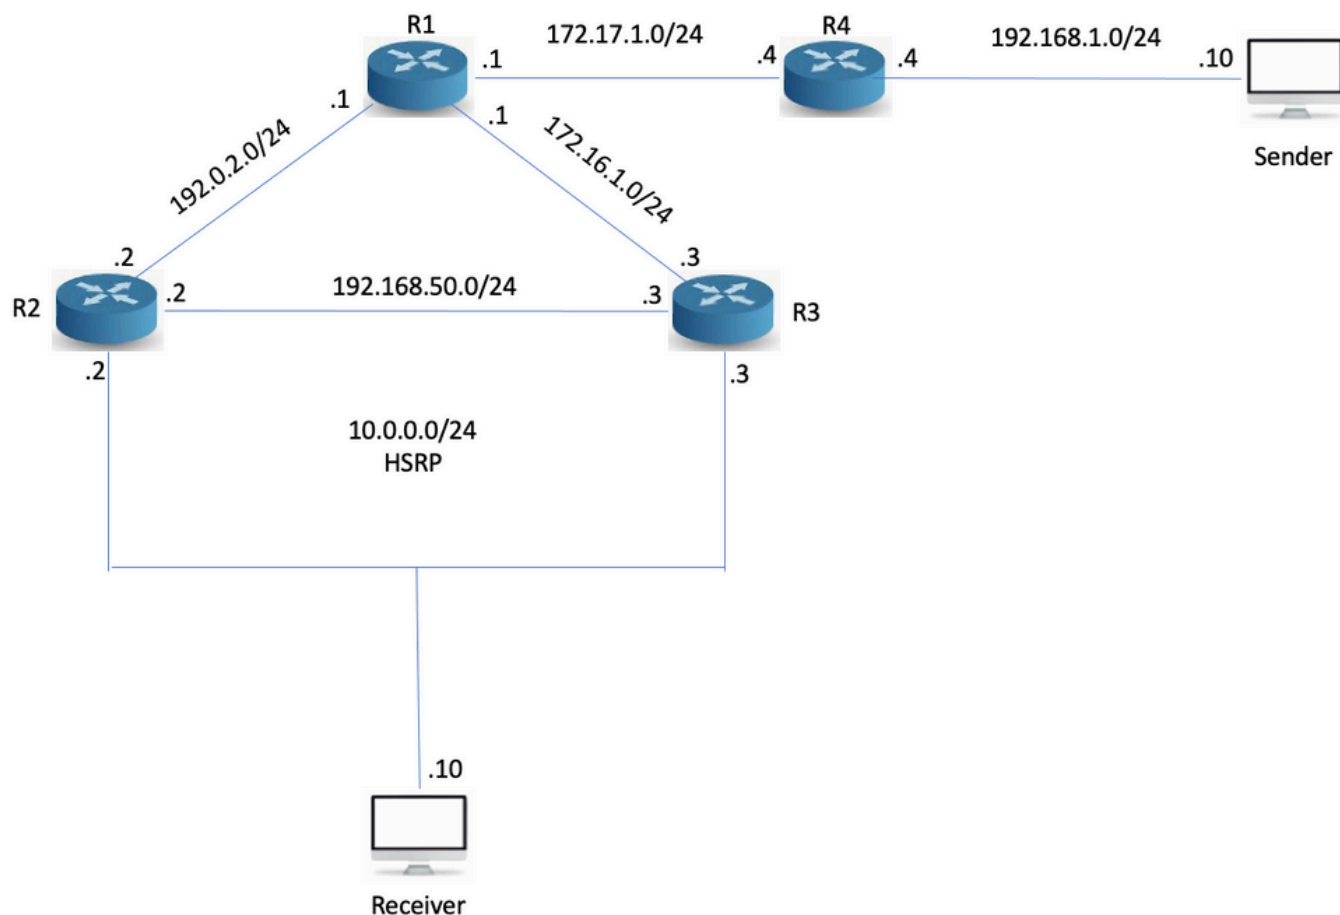 R1
172.17.1.0/24
R4
192.168.1.0/24
.1
.4
.4
.10
.1
.1
192.0.2.0/24
172.16.1.0/24
Sender
.2
.3
R2
.2
192.168.50.0/24
.3
R3
.2
.3
10.0.0.0/24
HSRP
.10
Receiver